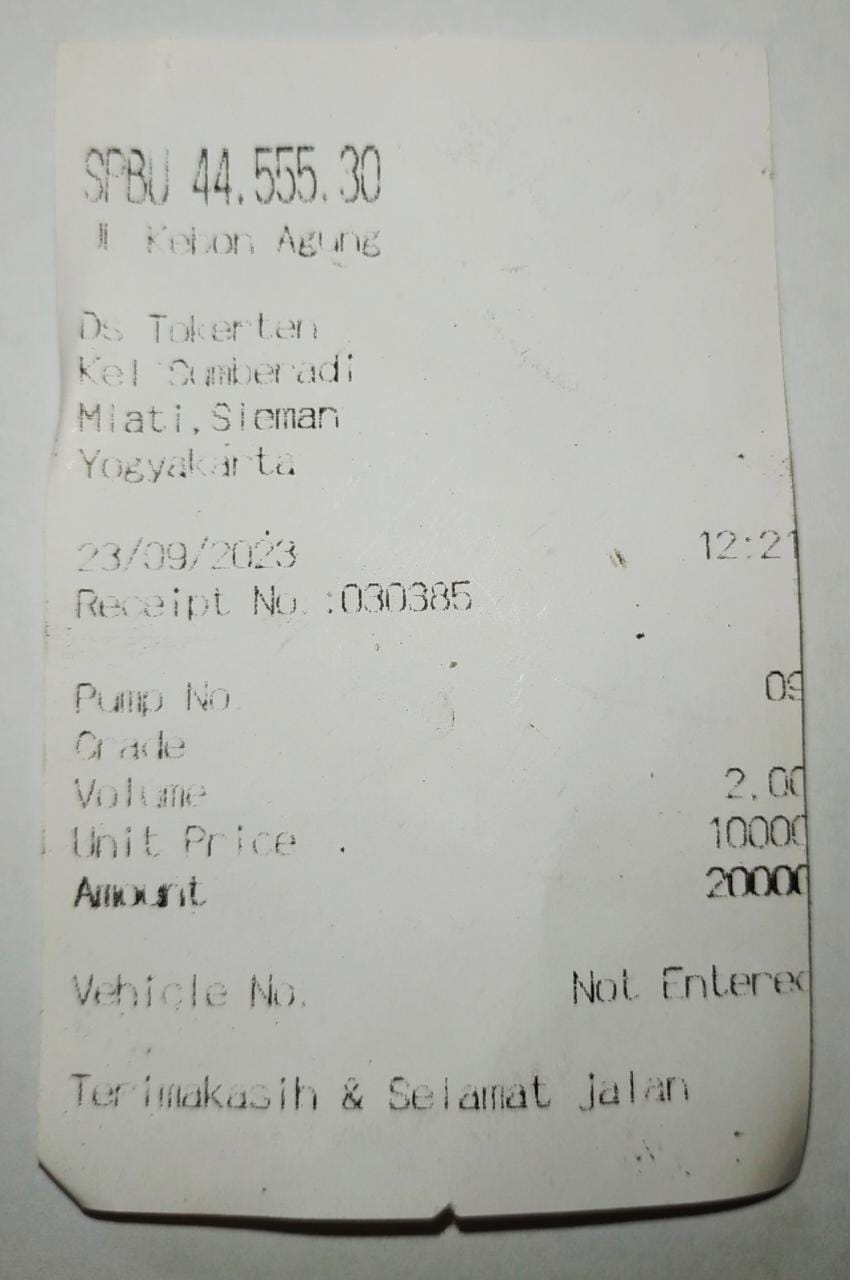 SPBU 44.555.30
Jl Kebon Agung
Ds Tokerten
Kel Sumberadi
Mlati,Sleman
Yogyakarta
23/09/2023 12:21
Receipt No.:030385
Pump No. 09
Grade
Volume 2.00
Unit Price 10000
Amount 20000
Vehicle No. Not Entered
Terimakasih & Selamat jalan